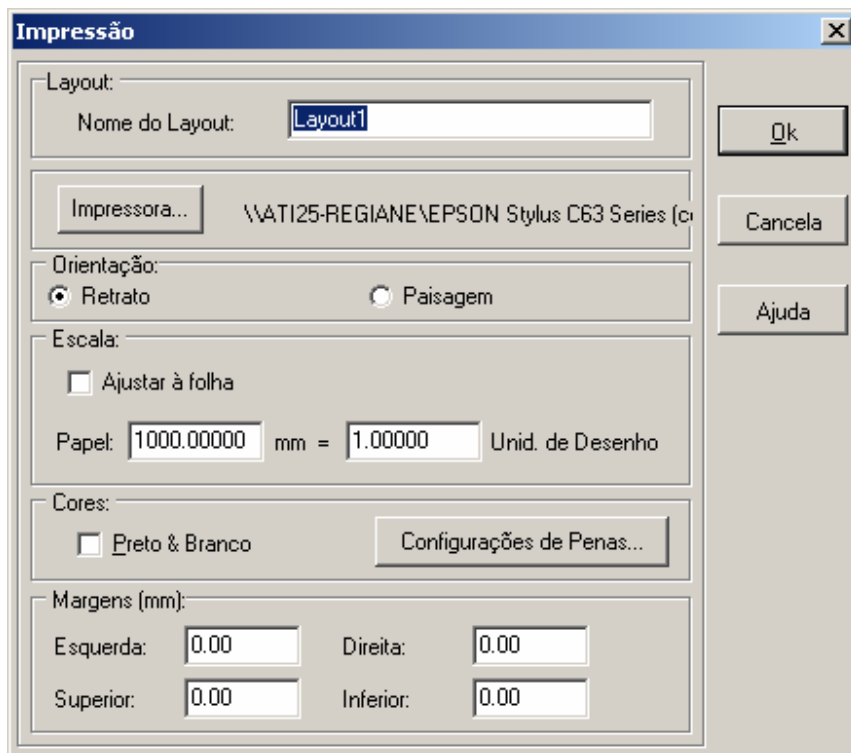 Impressão
Layout:
Nome do Layout: Layout1
Ok
Impressora... \\ATI25-REGIANE\EPSON Stylus C63 Series (c
Cancela
Orientação:
Retrato Paisagem
Ajuda
Escala:
Ajustar à folha
Papel: 1000.00000 mm = 1.00000 Unid. de Desenho
Cores:
Preto & Branco Configurações de Penas...
Margens (mm):
Esquerda: 0.00 Direita: 0.00
Superior: 0.00 Inferior: 0.00